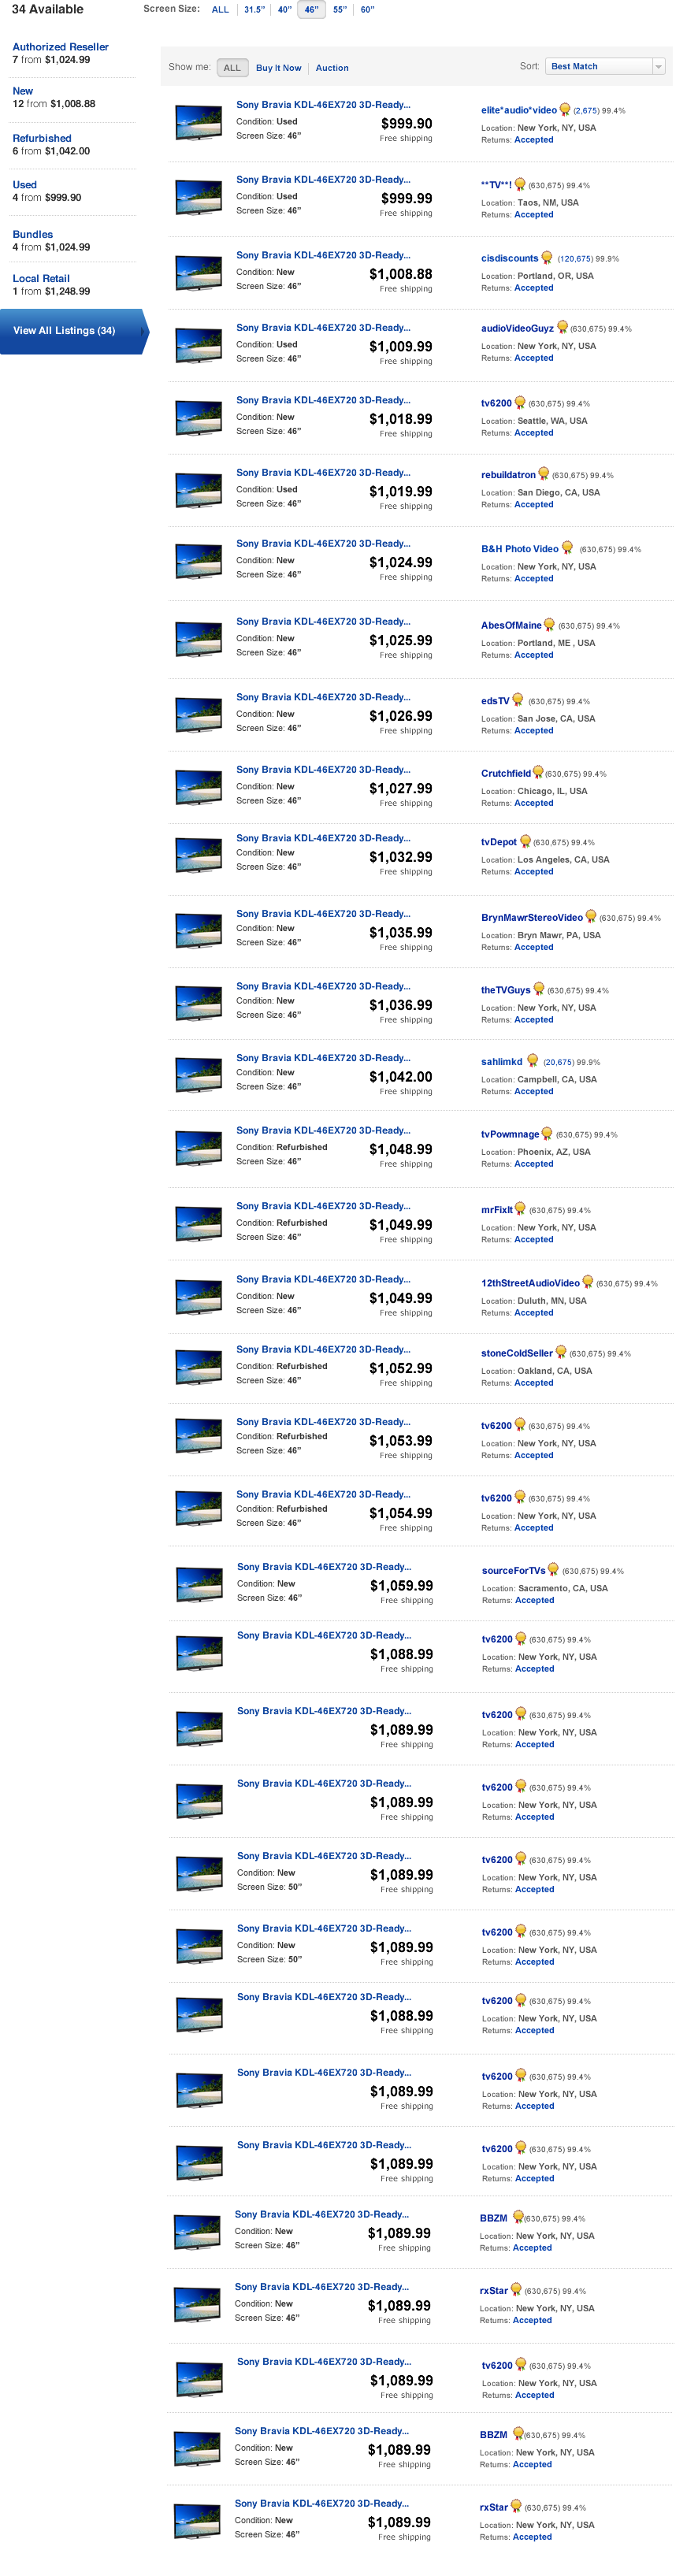 34 Available
Screen Size: ALL 31.5" 40" 46" 55" 60"
Authorized Reseller
7 from $1,024.99
New
12 from $1,008.88
Refurbished
6 from $1,042.00
Used
4 from $999.90
Bundles
4 from $1,024.99
Local Retail
1 from $1,248.99
View All Listings (34)
Show me: ALL Buy It Now Auction
Sort: Best Match
Sony Bravia KDL-46EX720 3D-Ready...
Condition: Used
Screen Size: 46"
$999.90
Free shipping
elite*audio*video (2,675) 99.4%
Location: New York, NY, USA
Returns: Accepted
Sony Bravia KDL-46EX720 3D-Ready...
Condition: Used
Screen Size: 46"
$999.99
Free shipping
**TV**! (630,675) 99.4%
Location: Taos, NM, USA
Returns: Accepted
Sony Bravia KDL-46EX720 3D-Ready...
Condition: New
Screen Size: 46"
$1,008.88
Free shipping
cisdiscounts (120,675) 99.9%
Location: Portland, OR, USA
Returns: Accepted
Sony Bravia KDL-46EX720 3D-Ready...
Condition: Used
Screen Size: 46"
$1,009.99
Free shipping
audioVideoGuyz (630,675) 99.4%
Location: New York, NY, USA
Returns: Accepted
Sony Bravia KDL-46EX720 3D-Ready...
Condition: New
Screen Size: 46"
$1,018.99
Free shipping
tv6200 (630,675) 99.4%
Location: Seattle, WA, USA
Returns: Accepted
Sony Bravia KDL-46EX720 3D-Ready...
Condition: Used
Screen Size: 46"
$1,019.99
Free shipping
rebuildatron (630,675) 99.4%
Location: San Diego, CA, USA
Returns: Accepted
Sony Bravia KDL-46EX720 3D-Ready...
Condition: New
Screen Size: 46"
$1,024.99
Free shipping
B&H Photo Video (630,675) 99.4%
Location: New York, NY, USA
Returns: Accepted
Sony Bravia KDL-46EX720 3D-Ready...
Condition: New
Screen Size: 46"
$1,025.99
Free shipping
AbesOfMaine (630,675) 99.4%
Location: Portland, ME , USA
Returns: Accepted
Sony Bravia KDL-46EX720 3D-Ready...
Condition: New
Screen Size: 46"
$1,026.99
Free shipping
edsTV (630,675) 99.4%
Location: San Jose, CA, USA
Returns: Accepted
Sony Bravia KDL-46EX720 3D-Ready...
Condition: New
Screen Size: 46"
$1,027.99
Free shipping
Crutchfield (630,675) 99.4%
Location: Chicago, IL, USA
Returns: Accepted
Sony Bravia KDL-46EX720 3D-Ready...
Condition: New
Screen Size: 46"
$1,032.99
Free shipping
tvDepot (630,675) 99.4%
Location: Los Angeles, CA, USA
Returns: Accepted
Sony Bravia KDL-46EX720 3D-Ready...
Condition: New
Screen Size: 46"
$1,035.99
Free shipping
BrynMawrStereoVideo (630,675) 99.4%
Location: Bryn Mawr, PA, USA
Returns: Accepted
Sony Bravia KDL-46EX720 3D-Ready...
Condition: New
Screen Size: 46"
$1,036.99
Free shipping
theTVGuys (630,675) 99.4%
Location: New York, NY, USA
Returns: Accepted
Sony Bravia KDL-46EX720 3D-Ready...
Condition: New
Screen Size: 46"
$1,042.00
Free shipping
sahlimkd (20,675) 99.9%
Location: Campbell, CA, USA
Returns: Accepted
Sony Bravia KDL-46EX720 3D-Ready...
Condition: Refurbished
Screen Size: 46"
$1,048.99
Free shipping
tvPowmnage (630,675) 99.4%
Location: Phoenix, AZ, USA
Returns: Accepted
Sony Bravia KDL-46EX720 3D-Ready...
Condition: Refurbished
Screen Size: 46"
$1,049.99
Free shipping
mrFixIt (630,675) 99.4%
Location: New York, NY, USA
Returns: Accepted
Sony Bravia KDL-46EX720 3D-Ready...
Condition: New
Screen Size: 46"
$1,049.99
Free shipping
12thStreetAudioVideo (630,675) 99.4%
Location: Duluth, MN, USA
Returns: Accepted
Sony Bravia KDL-46EX720 3D-Ready...
Condition: Refurbished
Screen Size: 46"
$1,052.99
Free shipping
stoneColdSeller (630,675) 99.4%
Location: Oakland, CA, USA
Returns: Accepted
Sony Bravia KDL-46EX720 3D-Ready...
Condition: Refurbished
Screen Size: 46"
$1,053.99
Free shipping
tv6200 (630,675) 99.4%
Location: New York, NY, USA
Returns: Accepted
Sony Bravia KDL-46EX720 3D-Ready...
Condition: Refurbished
Screen Size: 46"
$1,054.99
Free shipping
tv6200 (630,675) 99.4%
Location: New York, NY, USA
Returns: Accepted
Sony Bravia KDL-46EX720 3D-Ready...
Condition: New
Screen Size: 46"
$1,059.99
Free shipping
sourceForTVs (630,675) 99.4%
Location: Sacramento, CA, USA
Returns: Accepted
Sony Bravia KDL-46EX720 3D-Ready...
$1,088.99
Free shipping
tv6200 (630,675) 99.4%
Location: New York, NY, USA
Returns: Accepted
Sony Bravia KDL-46EX720 3D-Ready...
$1,089.99
Free shipping
tv6200 (630,675) 99.4%
Location: New York, NY, USA
Returns: Accepted
Sony Bravia KDL-46EX720 3D-Ready...
$1,089.99
Free shipping
tv6200 (630,675) 99.4%
Location: New York, NY, USA
Returns: Accepted
Sony Bravia KDL-46EX720 3D-Ready...
Condition: New
Screen Size: 50"
$1,089.99
Free shipping
tv6200 (630,675) 99.4%
Location: New York, NY, USA
Returns: Accepted
Sony Bravia KDL-46EX720 3D-Ready...
Condition: New
Screen Size: 50"
$1,089.99
Free shipping
tv6200 (630,675) 99.4%
Location: New York, NY, USA
Returns: Accepted
Sony Bravia KDL-46EX720 3D-Ready...
$1,088.99
Free shipping
tv6200 (630,675) 99.4%
Location: New York, NY, USA
Returns: Accepted
Sony Bravia KDL-46EX720 3D-Ready...
$1,089.99
Free shipping
tv6200 (630,675) 99.4%
Location: New York, NY, USA
Returns: Accepted
Sony Bravia KDL-46EX720 3D-Ready...
$1,089.99
Free shipping
tv6200 (630,675) 99.4%
Location: New York, NY, USA
Returns: Accepted
Sony Bravia KDL-46EX720 3D-Ready...
Condition: New
Screen Size: 46"
$1,089.99
Free shipping
BBZM (630,675) 99.4%
Location: New York, NY, USA
Returns: Accepted
Sony Bravia KDL-46EX720 3D-Ready...
Condition: New
Screen Size: 46"
$1,089.99
Free shipping
rxStar (630,675) 99.4%
Location: New York, NY, USA
Returns: Accepted
Sony Bravia KDL-46EX720 3D-Ready...
$1,089.99
Free shipping
tv6200 (630,675) 99.4%
Location: New York, NY, USA
Returns: Accepted
Sony Bravia KDL-46EX720 3D-Ready...
Condition: New
Screen Size: 46"
$1,089.99
Free shipping
BBZM (630,675) 99.4%
Location: New York, NY, USA
Returns: Accepted
Sony Bravia KDL-46EX720 3D-Ready...
Condition: New
Screen Size: 46"
$1,089.99
Free shipping
rxStar (630,675) 99.4%
Location: New York, NY, USA
Returns: Accepted